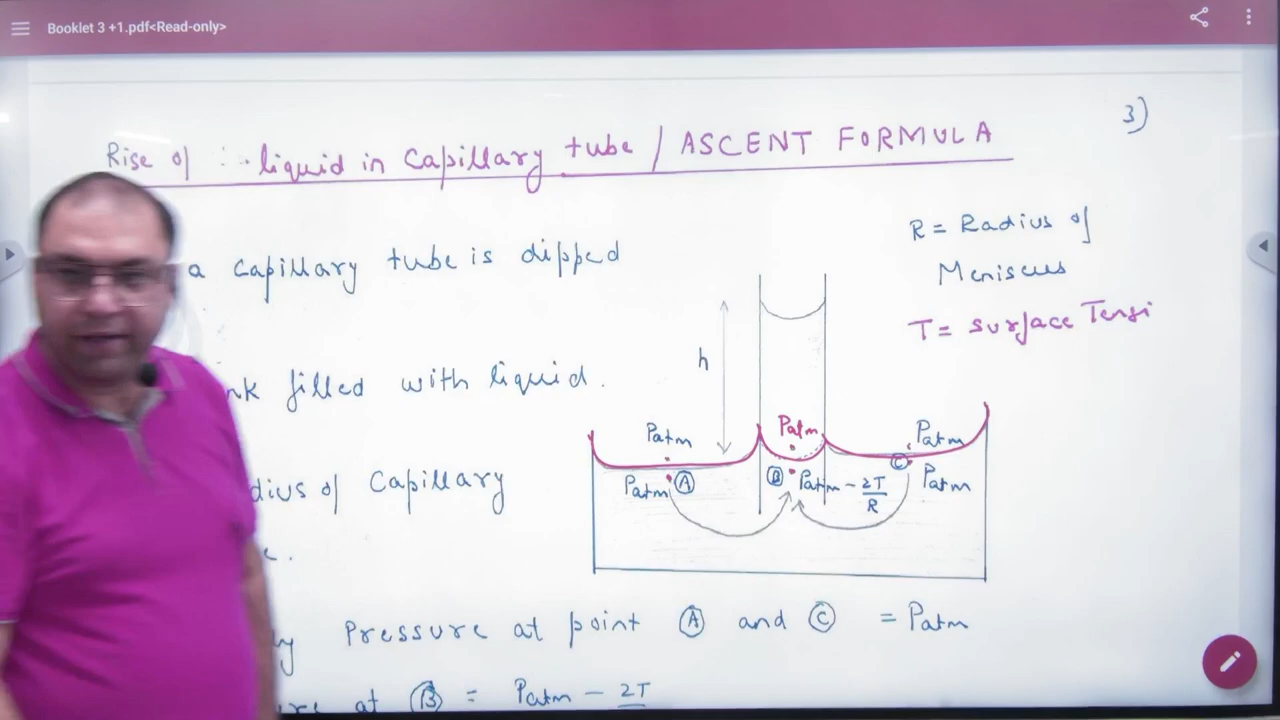 Booklet 3 +1.pdf<Read-only>
3)
Rise of liquid in Capillary tube / ASCENT FORMULA
a Capillary tube is dipped
filled with liquid.
of Capillary
R = Radius of
Meniscus
T = Surface Tensi
h
Patm Patm Patm
Patm A B Patm - 2T/R C Patm
Pressure at point A and C = Patm
at B = Patm - 2T